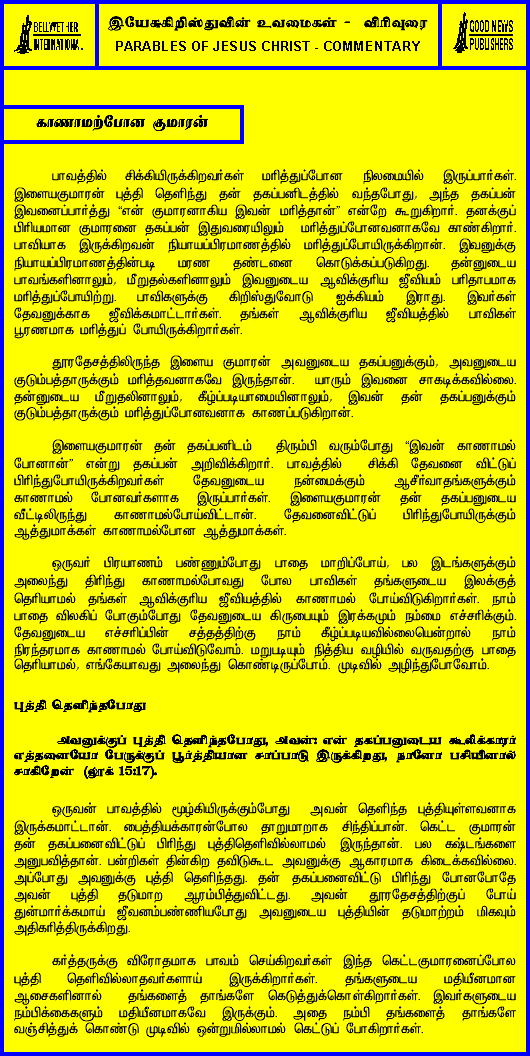 BELLWETHER
INTERNATIONAL
இயேசுகிறிஸ்துவின் உவமைகள் - விரிவுரை
PARABLES OF JESUS CHRIST - COMMENTARY
GOOD NEWS
PUBLISHERS
காணாமற்போன குமாரன்
பாவத்தில் சிக்கியிருக்கிறவர்கள் மரித்துப்போன நிலமையில் இருப்பார்கள்.
இளையகுமாரன் புத்தி தெளிந்து தன் தகப்பனிடத்தில் வந்தபோது, அந்த தகப்பன்
இவனைப்பார்த்து “என் குமாரனாகிய இவன் மரித்தான்” என்றே கூறுகிறார். தனக்குப்
பிரியமான குமாரனை தகப்பன் இதுவரையிலும் மரித்துப்போனவனாகவே காண்கிறார்.
பாவியாக இருக்கிறவன் நியாயப்பிரமாணத்தில் மரித்துப்போயிருக்கிறான். இவனுக்கு
நியாயப்பிரமாணத்தின்படி மரண தண்டனை கொடுக்கப்படுகிறது. தன்னுடைய
பாவங்களினாலும், மீறுதல்களினாலும் இவனுடைய ஆவிக்குரிய ஜீவியம் பரிதாபமாக
மரித்துப்போயிற்று. பாவிகளுக்கு கிறிஸ்துவோடு ஐக்கியம் இராது. இவர்கள்
தேவனுக்காக ஜீவிக்கமாட்டார்கள். தங்கள் ஆவிக்குரிய ஜீவியத்தில் பாவிகள்
பூரணமாக மரித்துப் போயிருக்கிறார்கள்.
தூரதேசத்திலிருந்த இளைய குமாரன் அவனுடைய தகப்பனுக்கும், அவனுடைய
குடும்பத்தாருக்கும் மரித்தவனாகவே இருந்தான். யாரும் இவனை சாகடிக்கவில்லை.
தன்னுடைய மீறுதலினாலும், கீழ்ப்படியாமையினாலும், இவன் தன் தகப்பனுக்கும்
குடும்பத்தாருக்கும் மரித்துப்போனவனாக காணப்படுகிறான்.
இளையகுமாரன் தன் தகப்பனிடம் திரும்பி வரும்போது “இவன் காணாமல்
போனான்” என்று தகப்பன் அறிவிக்கிறார். பாவத்தில் சிக்கி தேவனை விட்டுப்
பிரிந்துபோயிருக்கிறவர்கள் தேவனுடைய நன்மைக்கும் ஆசீர்வாதங்களுக்கும்
காணாமல் போனவர்களாக இருப்பார்கள். இளையகுமாரன் தன் தகப்பனுடைய
வீட்டிலிருந்து காணாமல்போய்விட்டான். தேவனைவிட்டுப் பிரிந்துபோயிருக்கும்
ஆத்துமாக்கள் காணாமல்போன ஆத்துமாக்கள்.
ஒருவர் பிரயாணம் பண்ணும்போது பாதை மாறிப்போய், பல இடங்களுக்கும்
அலைந்து திரிந்து காணாமல்போவது போல பாவிகள் தங்களுடைய இலக்குத்
தெரியாமல் தங்கள் ஆவிக்குரிய ஜீவியத்தில் காணாமல் போய்விடுகிறார்கள். நாம்
பாதை விலகிப் போகும்போது தேவனுடைய கிருபையும் இரக்கமும் நம்மை எச்சரிக்கும்.
தேவனுடைய எச்சரிப்பின் சத்தத்திற்கு நாம் கீழ்ப்படியவில்லையென்றால் நாம்
நிரந்தரமாக காணாமல் போய்விடுவோம். மறுபடியும் நித்திய வழியில் வருவதற்கு பாதை
தெரியாமல், எங்கேயாவது அலைந்து கொண்டிருப்போம். முடிவில் அழிந்துபோவோம்.
புத்தி தெளிந்தபோது
அவனுக்குப் புத்தி தெளிந்தபோது, அவன்: என் தகப்பனுடைய கூலிக்காரர்
எத்தனையோ பேருக்குப் பூர்த்தியான சாப்பாடு இருக்கிறது, நானோ பசியினால்
சாகிறேன் (லூக் 15:17).
ஒருவன் பாவத்தில் மூழ்கியிருக்கும்போது அவன் தெளிந்த புத்தியுள்ளவனாக
இருக்கமாட்டான். பைத்தியக்காரன்போல தாறுமாறாக சிந்திப்பான். கெட்ட குமாரன்
தன் தகப்பனைவிட்டுப் பிரிந்து புத்திதெளிவில்லாமல் இருந்தான். பல கஷ்டங்களை
அனுபவித்தான். பன்றிகள் தின்கிற தவிடுகூட அவனுக்கு ஆகாரமாக கிடைக்கவில்லை.
அப்போது அவனுக்கு புத்தி தெளிந்தது. தன் தகப்பனைவிட்டு பிரிந்து போனபோதே
அவன் புத்தி தடுமாற ஆரம்பித்துவிட்டது. அவன் தூரதேசத்திற்குப் போய்
துன்மார்க்கமாய் ஜீவனம்பண்ணியபோது அவனுடைய புத்தியின் தடுமாற்றம் மிகவும்
அதிகரித்திருக்கிறது.
கர்த்தருக்கு விரோதமாக பாவம் செய்கிறவர்கள் இந்த கெட்டகுமாரனைப்போல
புத்தி தெளிவில்லாதவர்களாய் இருக்கிறார்கள். தங்களுடைய மதியீனமான
ஆசைகளினால் தங்களைத் தாங்களே கெடுத்துக்கொள்கிறார்கள். இவர்களுடைய
நம்பிக்கைகளும் மதியீனமாகவே இருக்கும். அதை நம்பி தங்களைத் தாங்களே
வஞ்சித்துக் கொண்டு முடிவில் ஒன்றுமில்லாமல் கெட்டுப் போகிறார்கள்.